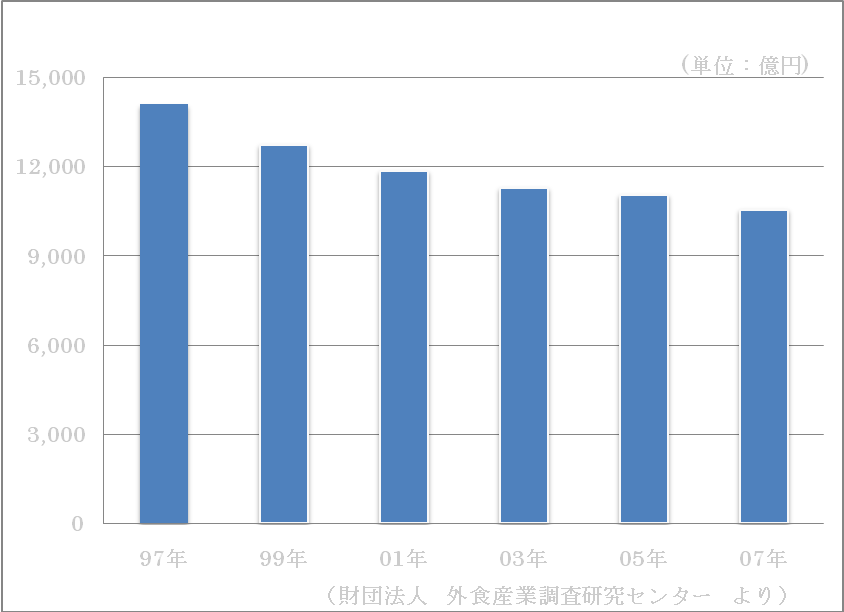 (単位：億円)
15,000
12,000
9,000
6,000
3,000
0
97年 99年 01年 03年 05年 07年
（財団法人　外食産業調査研究センター　より）